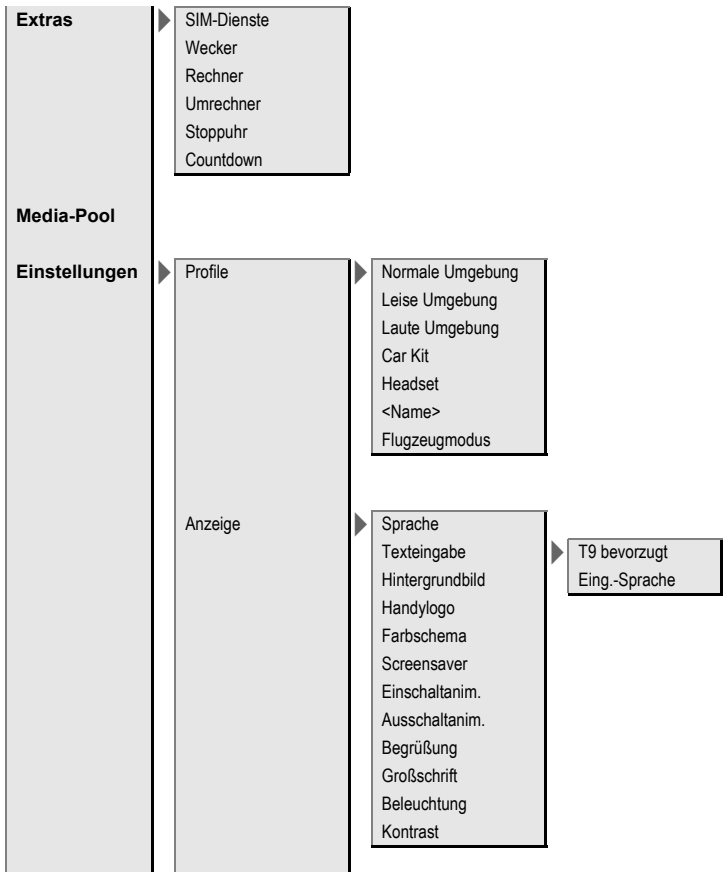 Extras
SIM-Dienste
Wecker
Rechner
Umrechner
Stoppuhr
Countdown
Media-Pool
Einstellungen
Profile
Normale Umgebung
Leise Umgebung
Laute Umgebung
Car Kit
Headset
<Name>
Flugzeugmodus
Anzeige
Sprache
Texteingabe
T9 bevorzugt
Eing.-Sprache
Hintergrundbild
Handylogo
Farbschema
Screensaver
Einschaltanim.
Ausschaltanim.
Begrüßung
Großschrift
Beleuchtung
Kontrast